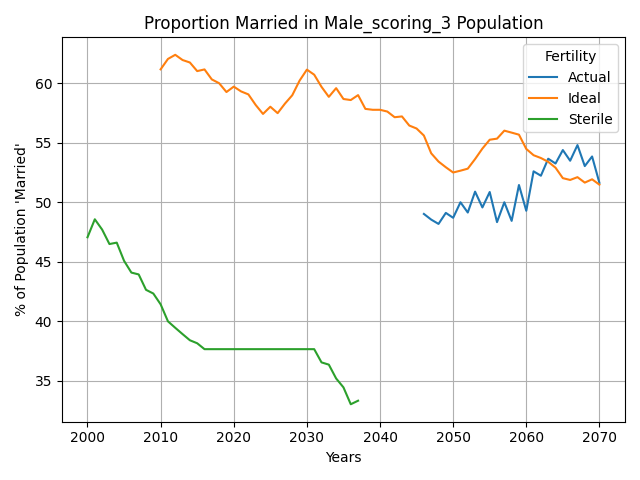 Proportion Married in Male_scoring_3 Population
Fertility
Actual
Ideal
Sterile
% of Population 'Married'
60
55
50
45
40
35
2000 2010 2020 2030 2040 2050 2060 2070
Years